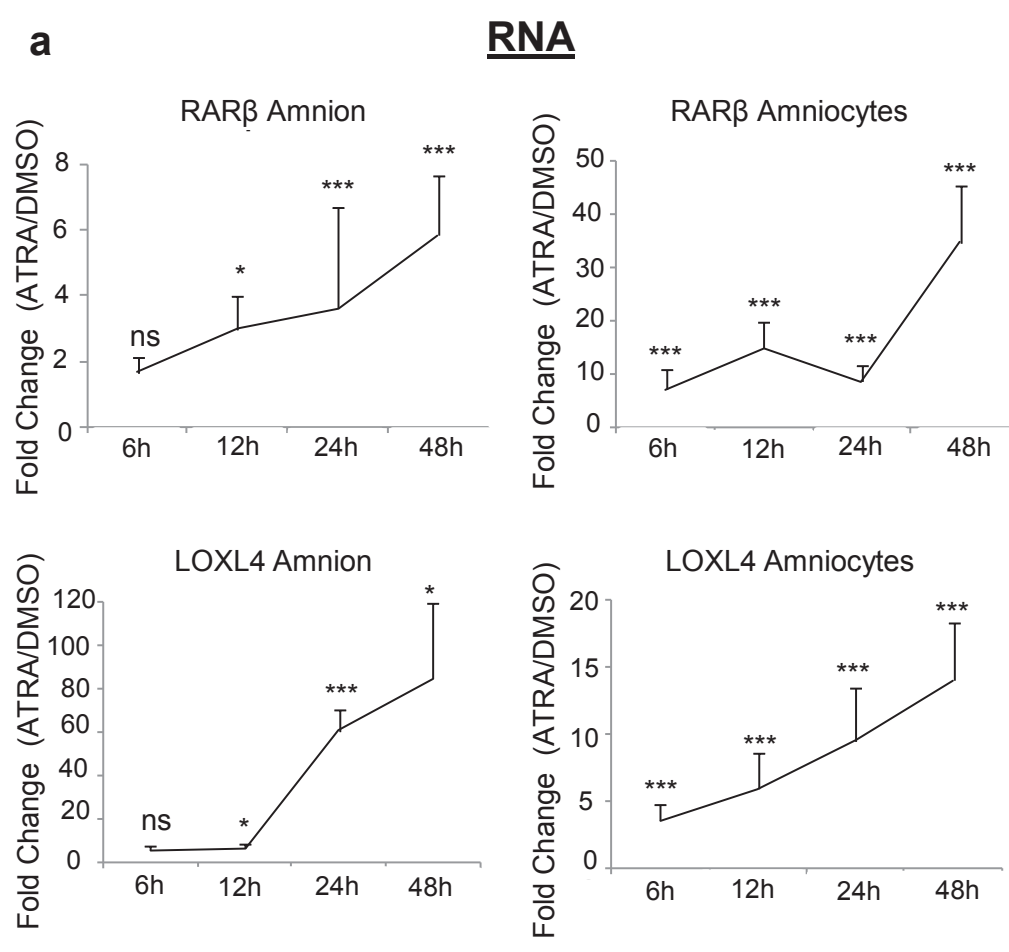 a
RNA
RARβ Amnion
Fold Change (ATRA/DMSO)
8
6
4
2
0
ns
*
***
***
6h
12h
24h
48h
RARβ Amniocytes
Fold Change (ATRA/DMSO)
50
40
30
20
10
0
***
***
***
***
6h
12h
24h
48h
LOXL4 Amnion
Fold Change (ATRA/DMSO)
120
100
80
60
40
20
0
ns
*
***
*
6h
12h
24h
48h
LOXL4 Amniocytes
Fold Change (ATRA/DMSO)
20
15
10
5
0
***
***
***
***
6h
12h
24h
48h